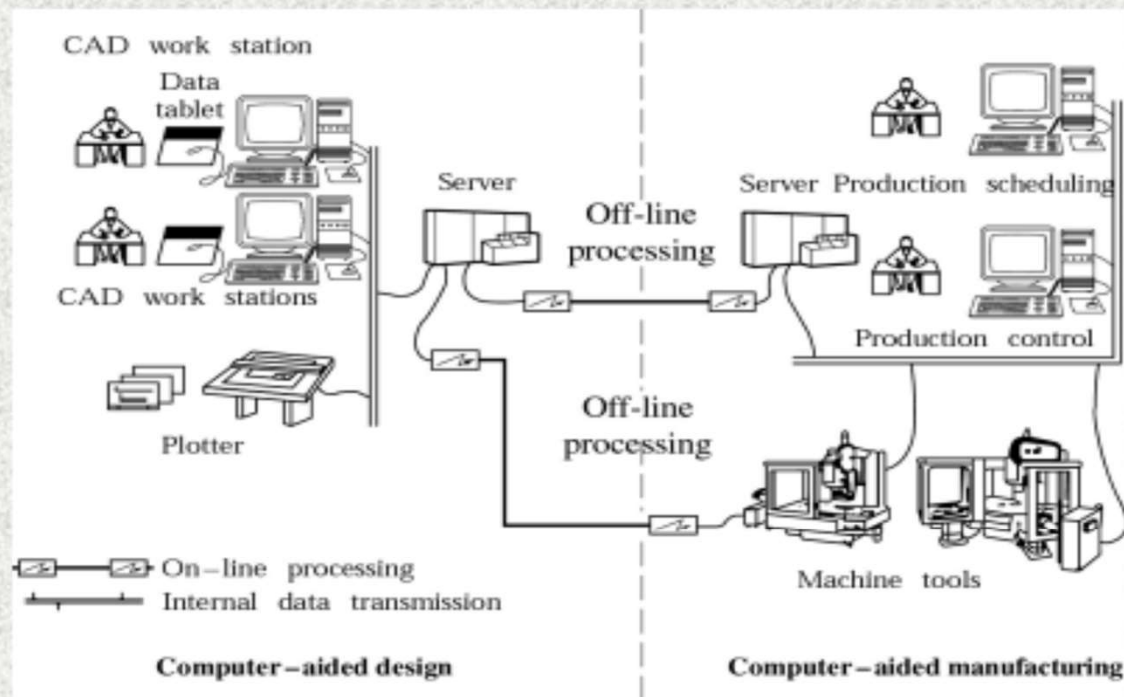 CAD work station
Data
tablet
CAD work stations
Plotter
Server
Off-line
processing
Off-line
processing
Server
Production scheduling
Production control
Machine tools
On-line processing
Internal data transmission
Computer-aided design
Computer-aided manufacturing